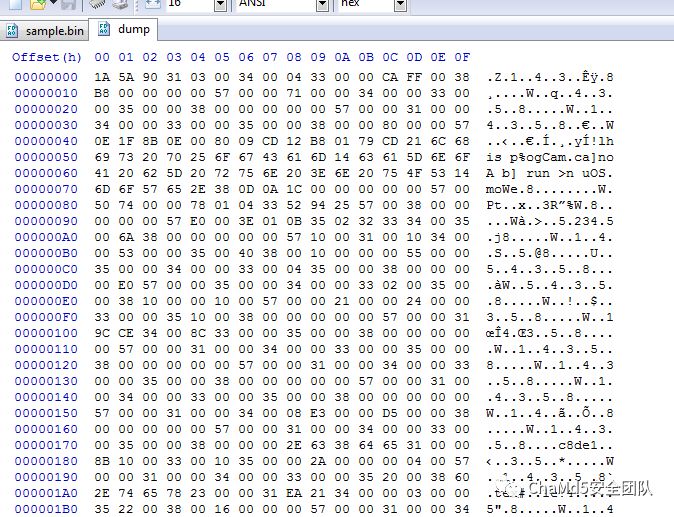 16 ANSI hex
sample.bin dump
Offset(h) 00 01 02 03 04 05 06 07 08 09 0A 0B 0C 0D 0E 0F
00000000 1A 5A 90 31 03 00 34 00 04 33 00 00 CA FF 00 38 .Z.1..4..3..Êÿ.8
00000010 B8 00 00 00 00 57 00 00 71 00 00 34 00 00 33 00 ¸....W..q..4..3.
00000020 00 35 00 00 38 00 00 00 00 00 57 00 00 31 00 00 .5..8.....W..1..
00000030 34 00 00 33 00 00 35 00 00 38 00 00 80 00 00 57 4..3..5..8..€..W
00000040 0E 1F 8B 0E 00 80 09 CD 12 B8 01 79 CD 21 6C 68 ..‹..€.Í.¸.yÍ!lh
00000050 69 73 20 70 25 6F 67 43 61 6D 14 63 61 5D 6E 6F is p%ogCam.ca]no
00000060 41 20 62 5D 20 72 75 6E 20 3E 6E 20 75 4F 53 14 A b] run >n uOS.
00000070 6D 6F 57 65 2E 38 0D 0A 1C 00 00 00 00 00 57 00 moWe.8........W.
00000080 50 74 00 00 78 01 04 33 52 94 25 57 00 38 00 00 Pt..x..3R”%W.8..
00000090 00 00 00 57 E0 00 3E 01 0B 35 02 32 33 34 00 35 ...Wà.>..5.234.5
000000A0 00 6A 38 00 00 00 00 00 57 10 00 31 00 10 34 00 .j8.....W..1..4.
000000B0 00 53 00 00 35 00 40 38 00 10 00 00 00 55 00 00 .S..5.@8.....U..
000000C0 35 00 00 34 00 00 33 00 04 35 00 00 38 00 00 00 5..4..3..5..8...
000000D0 00 E0 57 00 00 35 00 00 34 00 00 33 02 00 35 00 .àW..5..4..3..5.
000000E0 00 38 10 00 00 10 00 57 00 00 21 00 00 24 00 00 .8.....W..!..$..
000000F0 33 00 00 35 10 00 38 00 00 00 00 00 57 00 00 31 3..5..8.....W..1
00000100 9C CE 34 00 8C 33 00 00 35 00 00 38 00 00 00 00 œÎ4.Œ3..5..8....
00000110 00 57 00 00 31 00 00 34 00 00 33 00 00 35 00 00 .W..1..4..3..5..
00000120 38 00 00 00 00 00 57 00 00 31 00 00 34 00 00 33 8.....W..1..4..3
00000130 00 00 35 00 00 38 00 00 00 00 00 57 00 00 31 00 ..5..8.....W..1.
00000140 00 34 00 00 33 00 00 35 00 00 38 00 00 00 00 00 .4..3..5..8.....
00000150 57 00 00 31 00 00 34 00 08 E3 00 00 D5 00 00 38 W..1..4..ã..Õ..8
00000160 00 00 00 00 00 57 00 00 31 00 00 34 00 00 33 00 .....W..1..4..3.
00000170 00 35 00 00 38 00 00 00 2E 63 38 64 65 31 00 00 .5..8....c8de1..
00000180 8B 10 00 00 33 00 10 35 00 00 2A 00 00 00 04 00 57 ‹...3..5..*.....W
00000190 00 00 31 00 00 34 00 00 33 00 00 35 20 00 38 60 ..1..4..3..5 .8`
000001A0 2E 74 65 78 23 00 00 31 EA 21 34 00 00 03 00 00 .tex#..1ê!4.....
000001B0 35 22 00 00 38 00 16 00 00 00 57 00 00 31 00 00 34 5"..8.....W..1..4
ChaMd5安全团队